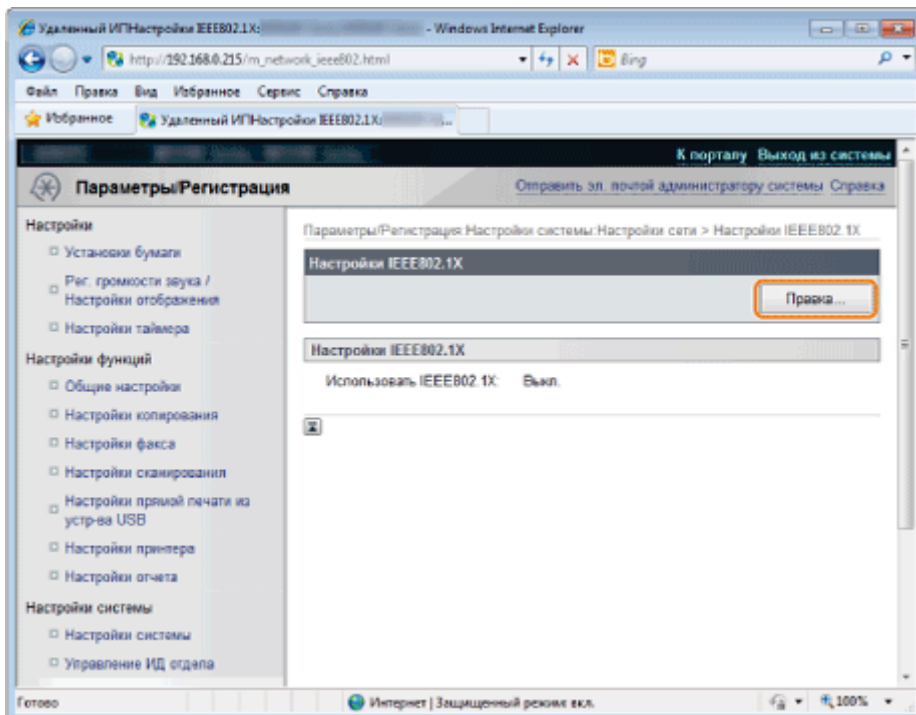 Удаленный ИПНастройки IEEE802.1X: - Windows Internet Explorer
http://192.168.0.215/m_network_ieee802.html
Bing
Файл Правка Вид Избранное Сервис Справка
Избранное Удаленный ИПНастройки IEEE802.1X: ...
К порталу Выход из системы
Параметры/Регистрация
Отправить эл. почтой администратору системы Справка
Настройки
Установки бумаги
Рег. громкости звука /
Настройки отображения
Настройки таймера
Настройки функций
Общие настройки
Настройки копирования
Настройки факса
Настройки сканирования
Настройки прямой печати из
устр-ва USB
Настройки принтера
Настройки отчета
Настройки системы
Настройки системы
Управление ИД отдела
Параметры/Регистрация:Настройки системы:Настройки сети > Настройки IEEE802.1X
Настройки IEEE802.1X
Правка...
Настройки IEEE802.1X
Использовать IEEE802.1X: Выкл.
Готово
Интернет | Защищенный режим: вкл.
100%